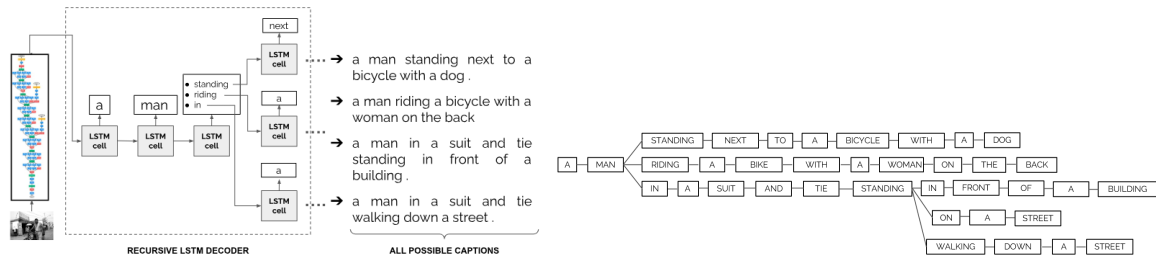 next
LSTM
cell
standing
riding
in
a
man
a
LSTM
cell
LSTM
cell
LSTM
cell
LSTM
cell
a
LSTM
cell
RECURSIVE LSTM DECODER
a man standing next to a
bicycle with a dog .
a man riding a bicycle with a
woman on the back
a man in a suit and tie
standing in front of a
building .
a man in a suit and tie
walking down a street .
ALL POSSIBLE CAPTIONS
A MAN
STANDING NEXT TO A BICYCLE WITH A DOG
RIDING A BIKE WITH A WOMAN ON THE BACK
IN A SUIT AND TIE STANDING IN FRONT OF A BUILDING
ON A STREET
WALKING DOWN A STREET